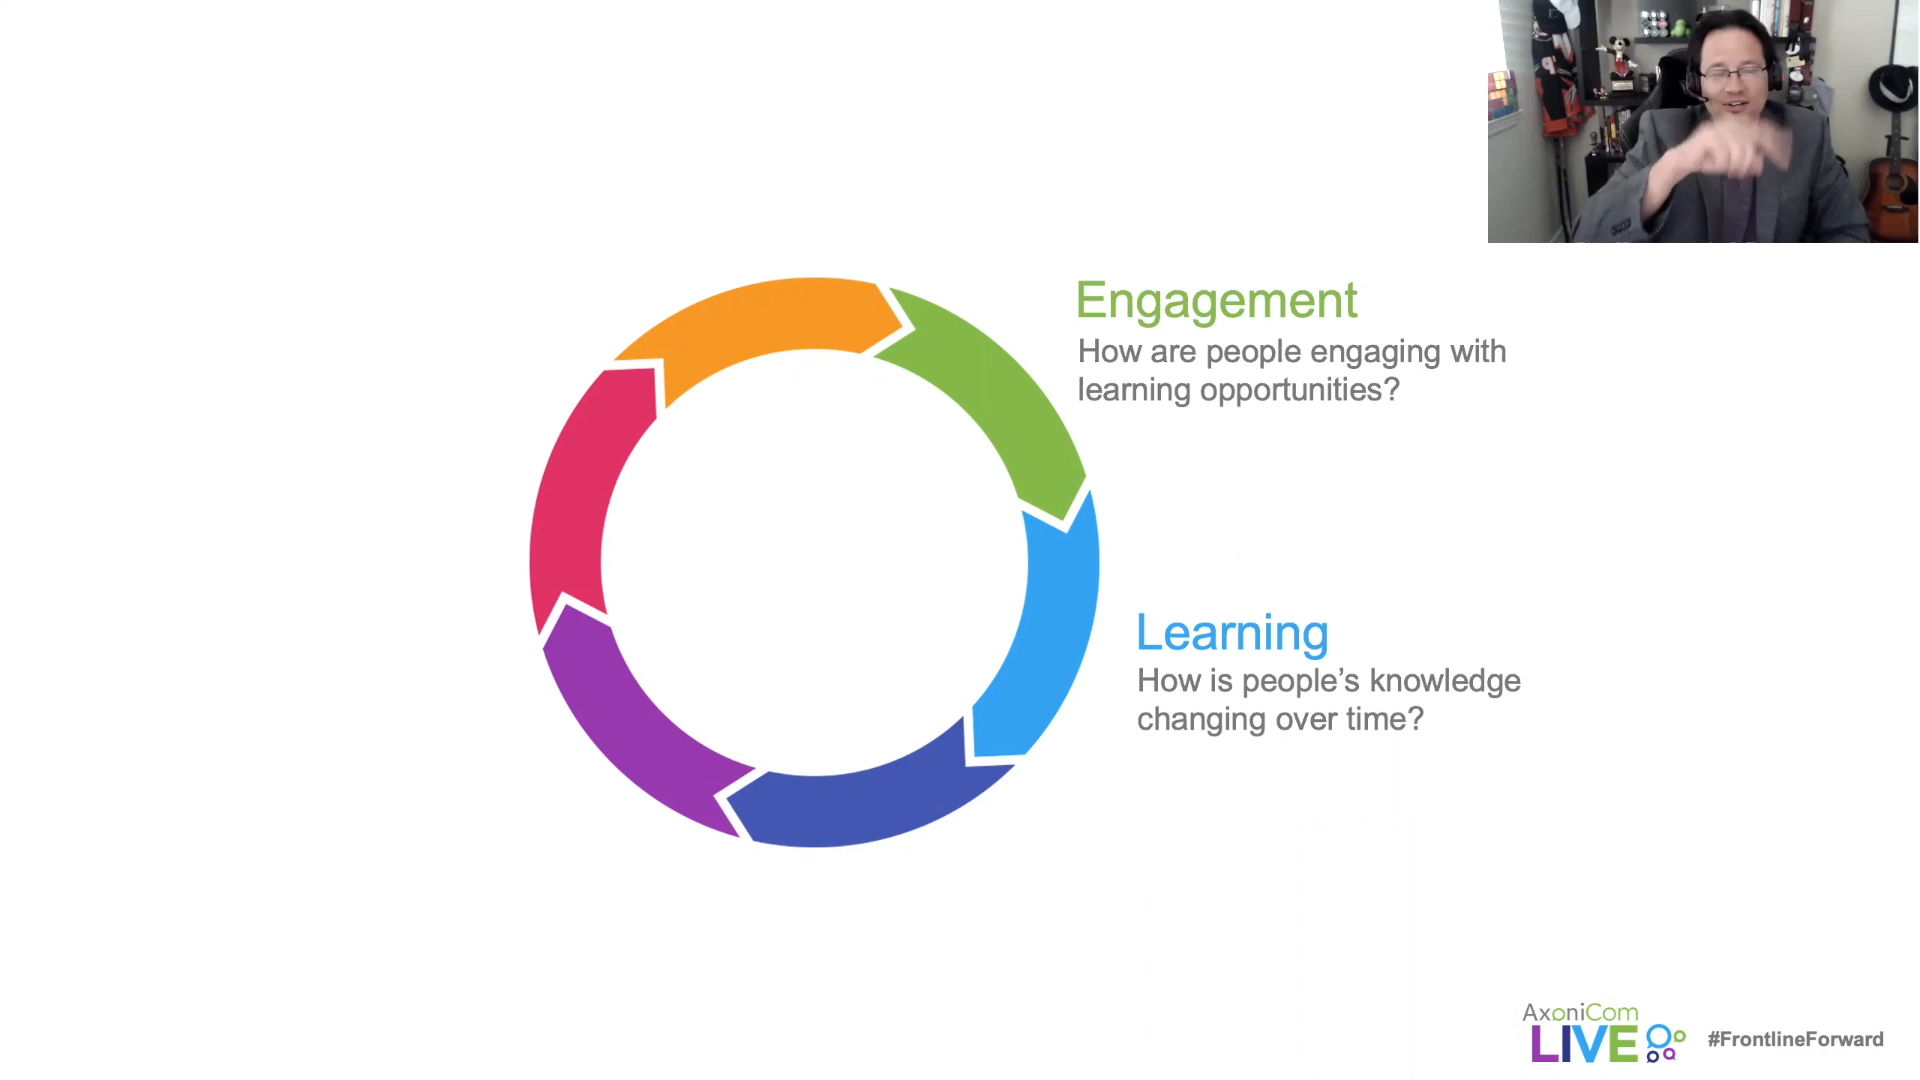 Engagement
How are people engaging with
learning opportunities?
Learning
How is people’s knowledge
changing over time?
AxoniCom
LIVE
#FrontlineForward